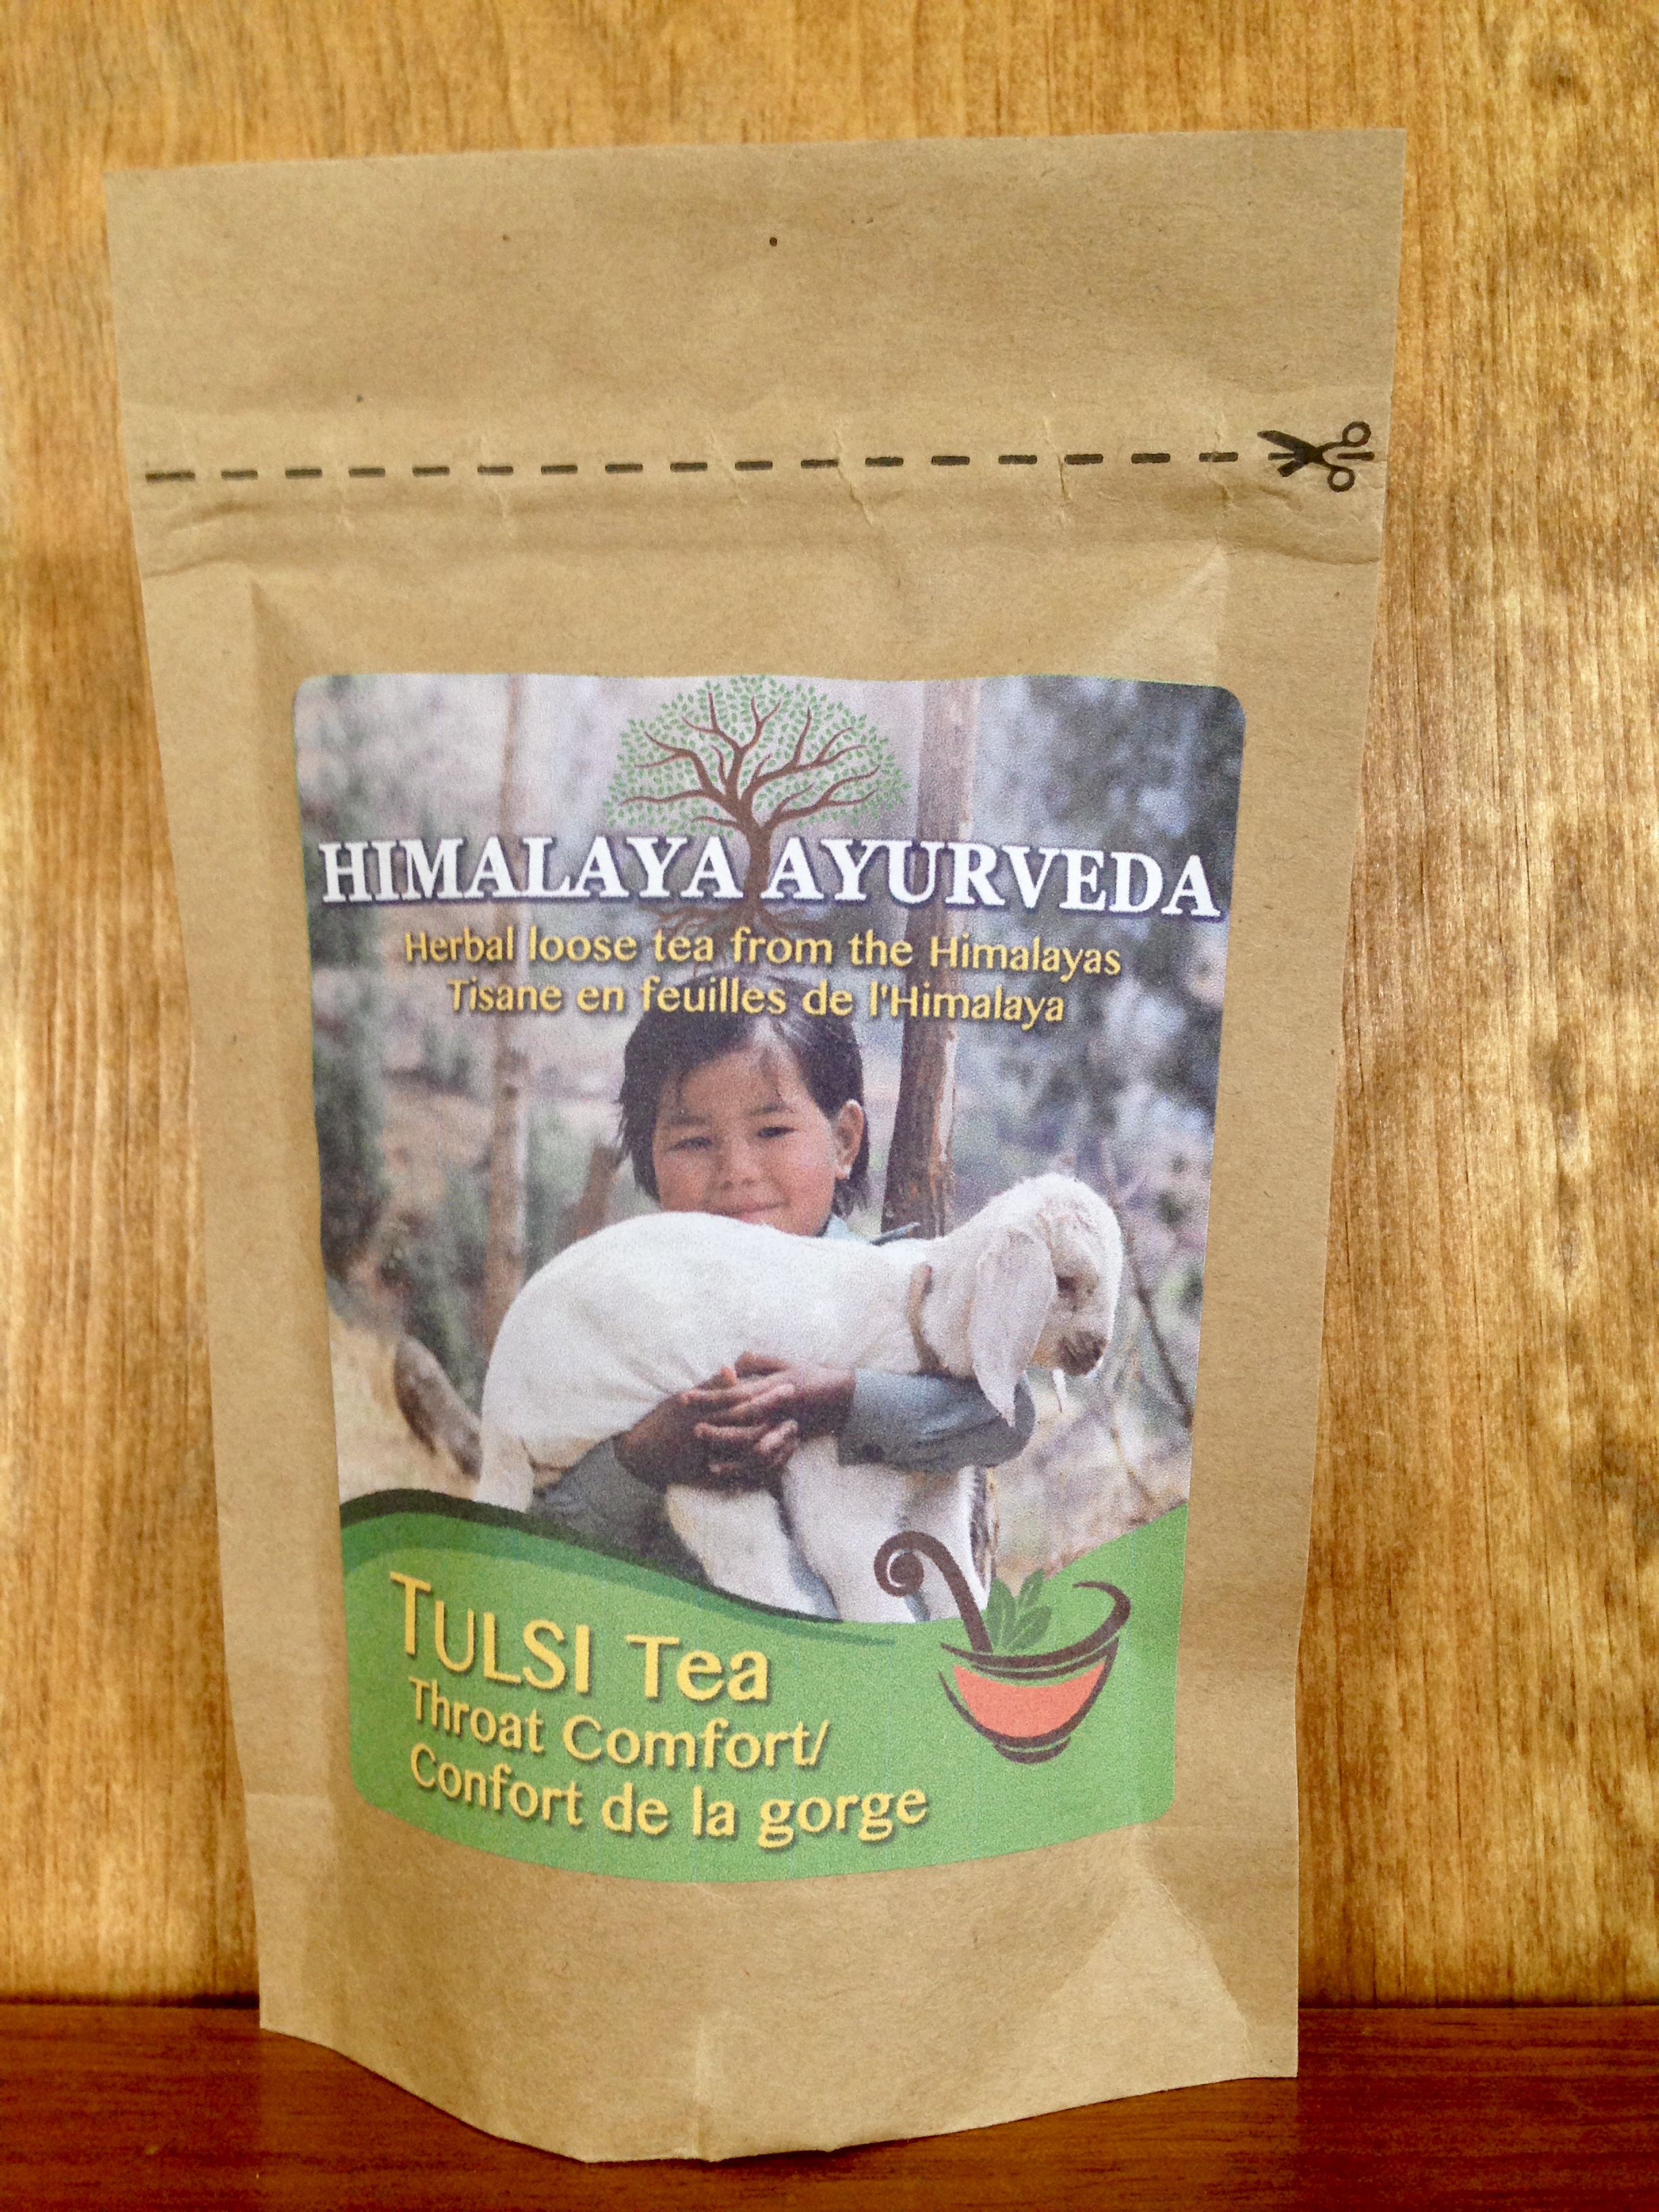 HIMALAYA AYURVEDA
Herbal loose tea from the Himalayas
Tisane en feuilles de l'Himalaya
TULSI Tea
Throat Comfort/
Confort de la gorge